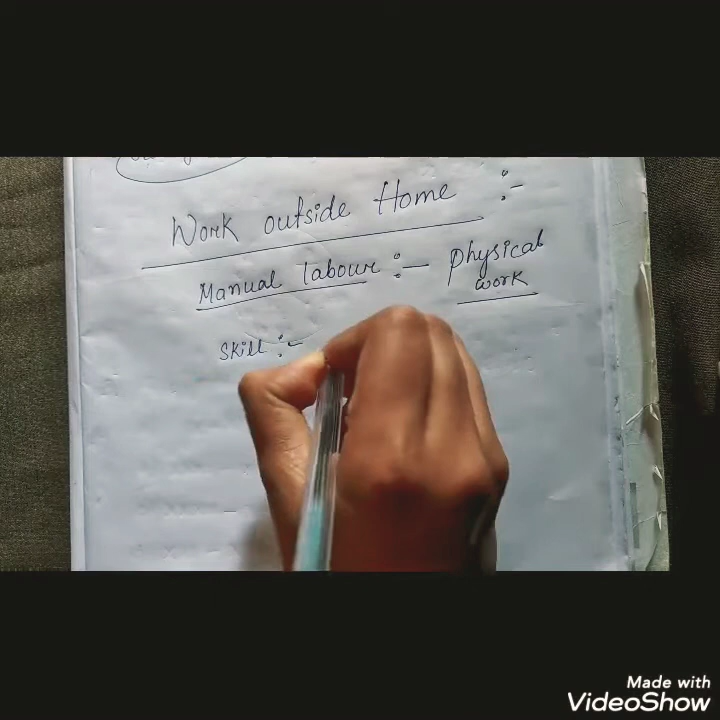 Work outside Home :-
Manual labour :- Physical
work
Skill :-
Made with
VideoShow